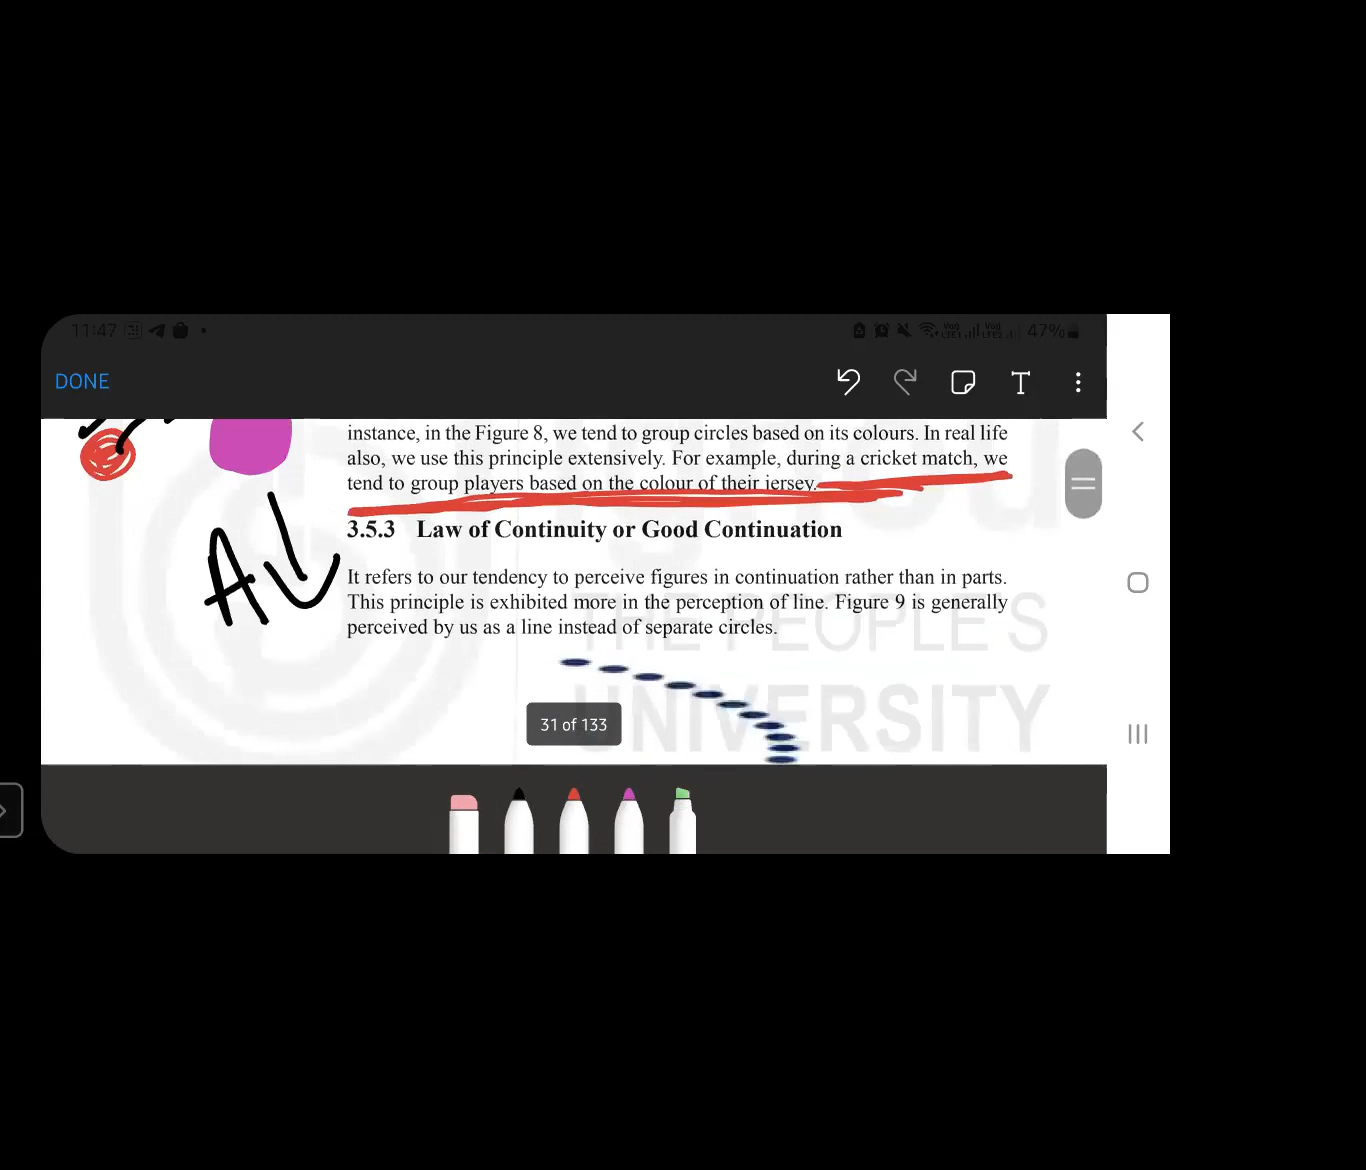 11:47
47%
DONE
T
instance, in the Figure 8, we tend to group circles based on its colours. In real life
also, we use this principle extensively. For example, during a cricket match, we
tend to group players based on the colour of their jersey.
3.5.3 Law of Continuity or Good Continuation
It refers to our tendency to perceive figures in continuation rather than in parts.
This principle is exhibited more in the perception of line. Figure 9 is generally
perceived by us as a line instead of separate circles.
THE PEOPLE'S
UNIVERSITY
31 of 133